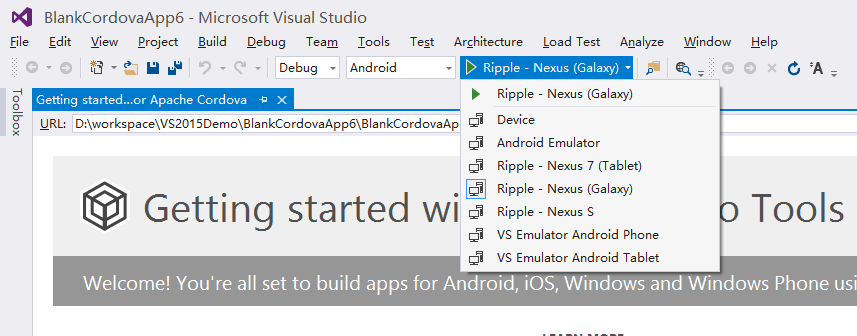 BlankCordovaApp6 - Microsoft Visual Studio
File Edit View Project Build Debug Team Tools Test Architecture Load Test Analyze Window Help
Debug Android Ripple - Nexus (Galaxy)
Toolbox
Getting started...or Apache Cordova
Ripple - Nexus (Galaxy)
URL: D:\workspace\VS2015Demo\BlankCordovaApp6\BlankCordovaAp
Device
Android Emulator
Ripple - Nexus 7 (Tablet)
Ripple - Nexus (Galaxy)
Ripple - Nexus S
VS Emulator Android Phone
VS Emulator Android Tablet
Getting started wi o Tools
Welcome! You're all set to build apps for Android, iOS, Windows and Windows Phone usi